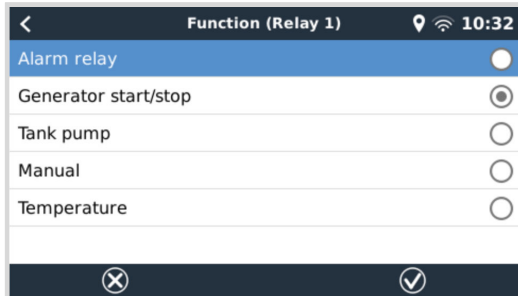 Function (Relay 1) 10:32
Alarm relay
Generator start/stop
Tank pump
Manual
Temperature